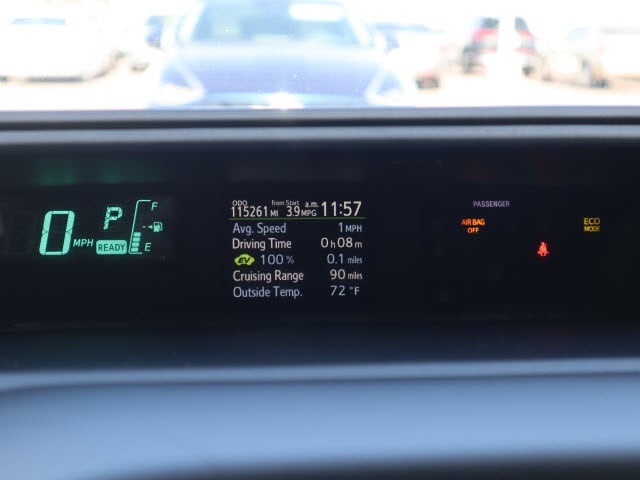 0 MPH P READY F E
ODO from Start a.m.
115261 MI 3.9 MPG 11:57
Avg. Speed 1 MPH
Driving Time 0 h 08 m
EV 100 % 0.1 miles
Cruising Range 90 miles
Outside Temp. 72 °F
PASSENGER
AIR BAG
OFF
ECO
MODE